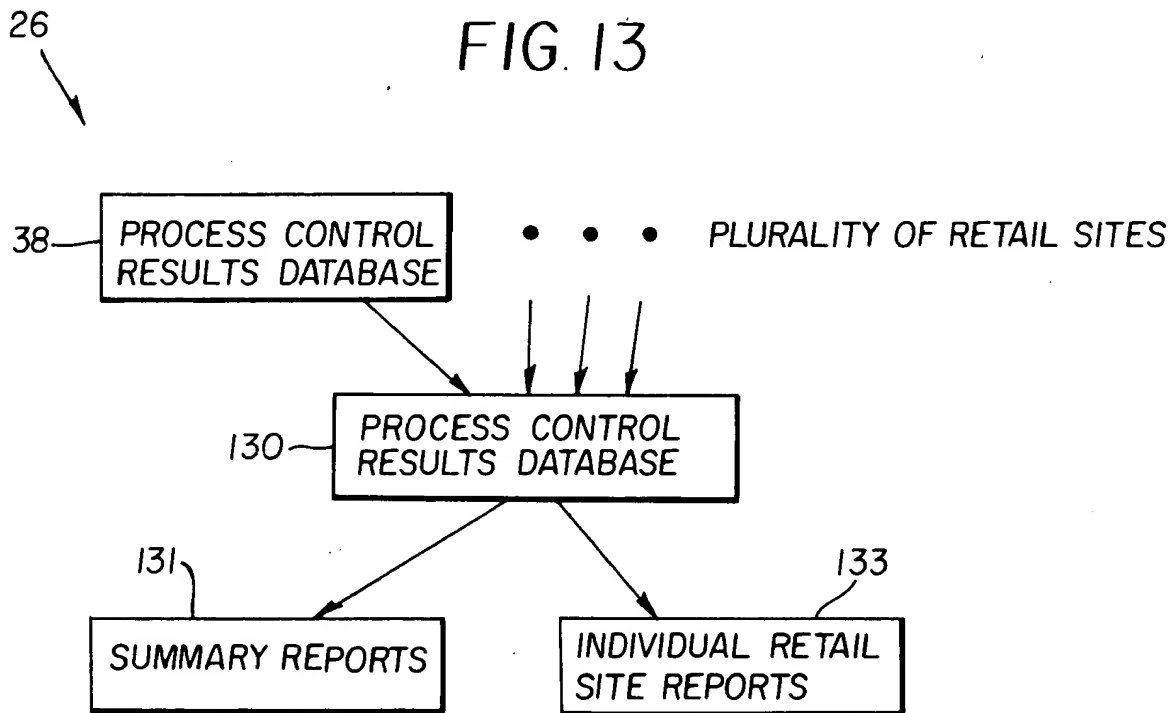 26
FIG. 13
38
PROCESS CONTROL
RESULTS DATABASE
• • • PLURALITY OF RETAIL SITES
130
PROCESS CONTROL
RESULTS DATABASE
131
133
SUMMARY REPORTS
INDIVIDUAL RETAIL
SITE REPORTS